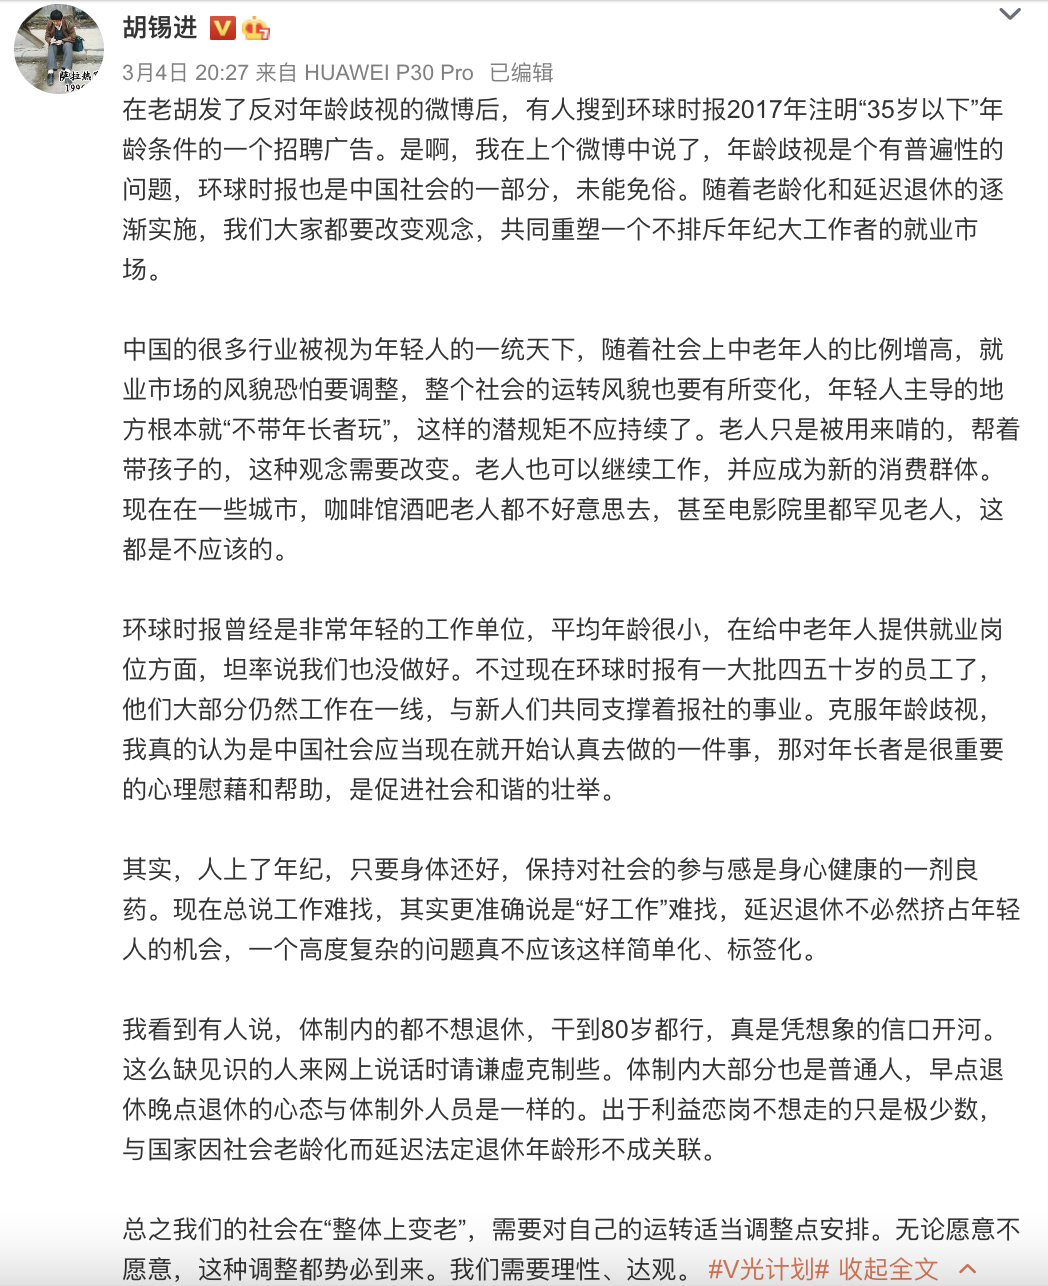 胡锡进
3月4日 20:27 来自 HUAWEI P30 Pro 已编辑
在老胡发了反对年龄歧视的微博后，有人搜到环球时报2017年注明“35岁以下”年
龄条件的一个招聘广告。是啊，我在上个微博中说了，年龄歧视是个有普遍性的
问题，环球时报也是中国社会的一部分，未能免俗。随着老龄化和延迟退休的逐
渐实施，我们大家都要改变观念，共同重塑一个不排斥年纪大工作者的就业市
场。
中国的很多行业被视为年轻人的一统天下，随着社会上中老年人的比例增高，就
业市场的风貌恐怕要调整，整个社会的运转风貌也要有所变化，年轻人主导的地
方根本就“不带年长者玩”，这样的潜规矩不应持续了。老人只是被用来啃的，帮着
带孩子的，这种观念需要改变。老人也可以继续工作，并应成为新的消费群体。
现在在一些城市，咖啡馆酒吧老人都不好意思去，甚至电影院里都罕见老人，这
都是不应该的。
环球时报曾经是非常年轻的工作单位，平均年龄很小，在给中老年人提供就业岗
位方面，坦率说我们也没做好。不过现在环球时报有一大批四五十岁的员工了，
他们大部分仍然工作在一线，与新人们共同支撑着报社的事业。克服年龄歧视，
我真的认为是中国社会应当现在就开始认真去做的一件事，那对年长者是很重要
的心理慰藉和帮助，是促进社会和谐的壮举。
其实，人上了年纪，只要身体还好，保持对社会的参与感是身心健康的一剂良
药。现在总说工作难找，其实更准确说是“好工作”难找，延迟退休不必然挤占年轻
人的机会，一个高度复杂的问题真不应该这样简单化、标签化。
我看到有人说，体制内的都不想退休，干到80岁都行，真是凭想象的信口开河。
这么缺见识的人来网上说话时请谦虚克制些。体制内大部分也是普通人，早点退
休晚点退休的心态与体制外人员是一样的。出于利益恋岗不想走的只是极少数，
与国家因社会老龄化而延迟法定退休年龄形不成关联。
总之我们的社会在“整体上变老”，需要对自己的运转适当调整点安排。无论愿意不
愿意，这种调整都势必到来。我们需要理性、达观。 #V光计划# 收起全文